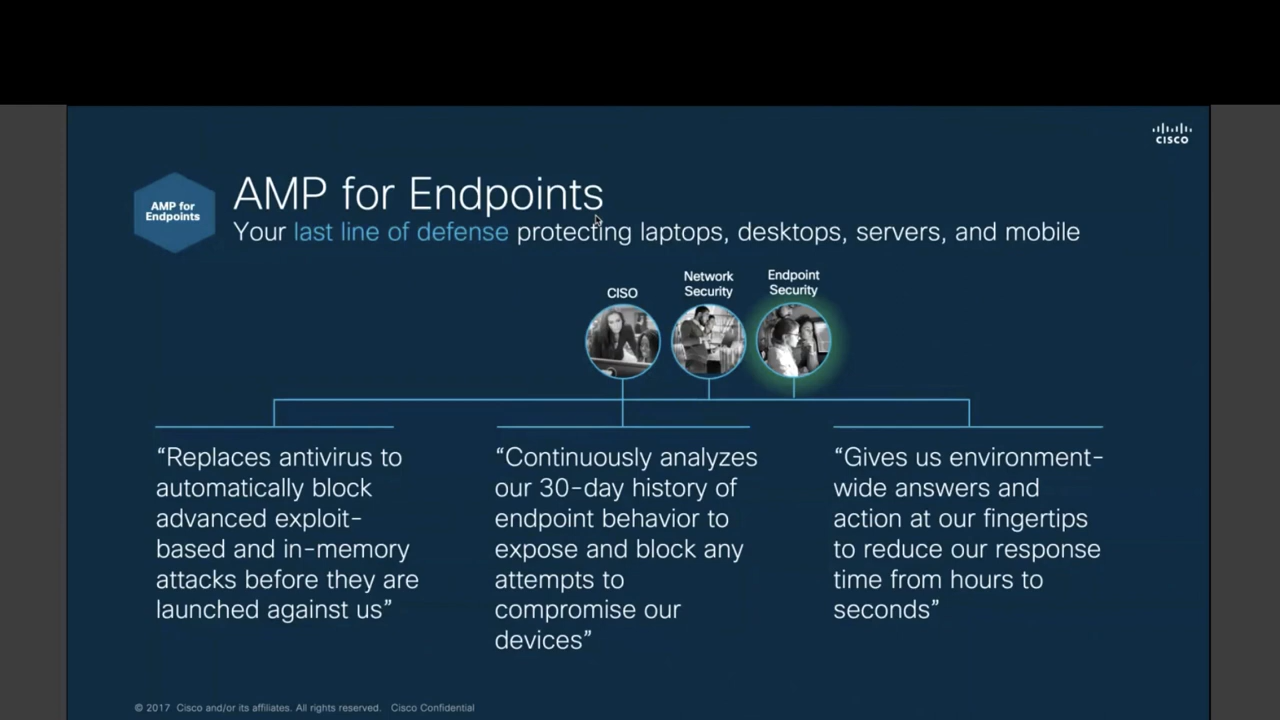 CISCO
AMP for
Endpoints
AMP for Endpoints
Your last line of defense protecting laptops, desktops, servers, and mobile
CISO
Network
Security
Endpoint
Security
“Replaces antivirus to
automatically block
advanced exploit-
based and in-memory
attacks before they are
launched against us”
“Continuously analyzes
our 30-day history of
endpoint behavior to
expose and block any
attempts to
compromise our
devices”
“Gives us environment-
wide answers and
action at our fingertips
to reduce our response
time from hours to
seconds”
© 2017 Cisco and/or its affiliates. All rights reserved. Cisco Confidential